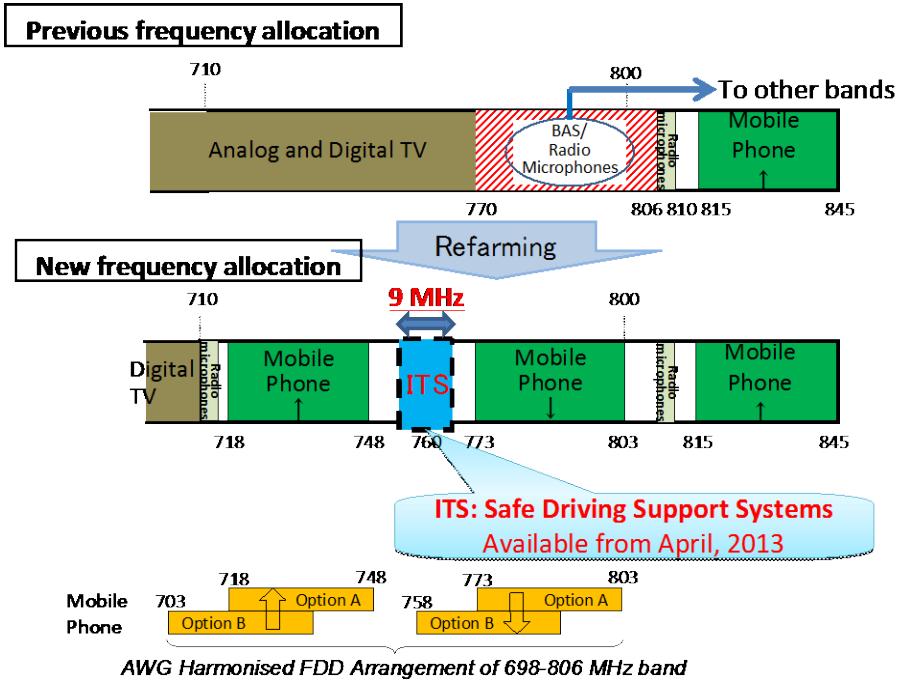 Previous frequency allocation
710
800
To other bands
Analog and Digital TV
BAS/
Radio
Microphones
Radio
microphones
Mobile
Phone
↑
770
806
810
815
845
Refarming
New frequency allocation
710
9 MHz
800
Digital
TV
Radio
microphones
Mobile
Phone
↑
ITS
Mobile
Phone
↓
Radio
microphones
Mobile
Phone
↑
718
748
760
773
803
815
845
ITS: Safe Driving Support Systems
Available from April, 2013
718
748
773
803
Mobile
Phone
703
Option A
758
Option A
Option B
Option B
AWG Harmonised FDD Arrangement of 698-806 MHz band